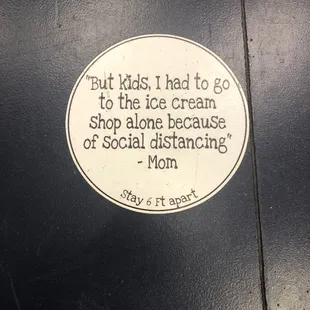 "But kids, I had to go
to the ice cream
shop alone because
of social distancing"
- Mom
Stay 6 Ft apart